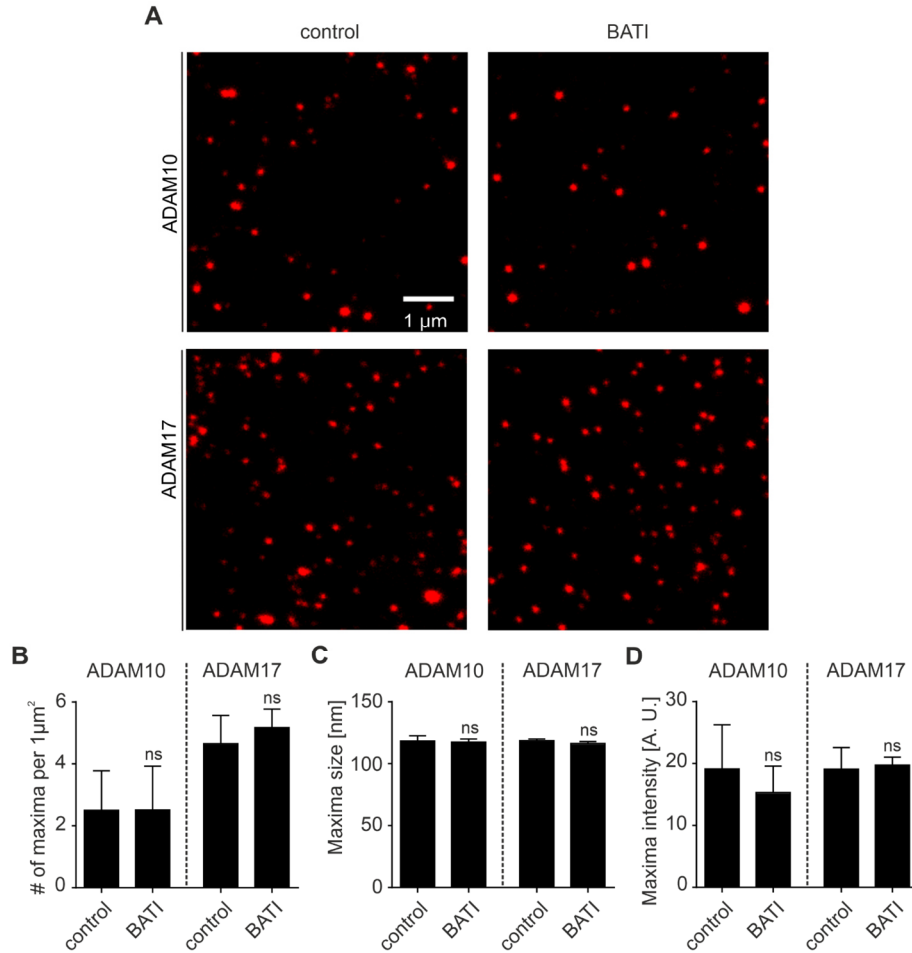 A
control
BATI
ADAM10
1 µm
ADAM17
B
ADAM10
ADAM17
# of maxima per 1µm²
6
4
2
0
ns
ns
control
BATI
control
BATI
C
ADAM10
ADAM17
Maxima size [nm]
150
100
50
0
ns
ns
control
BATI
control
BATI
D
ADAM10
ADAM17
Maxima intensity [A. U.]
30
20
10
0
ns
ns
control
BATI
control
BATI